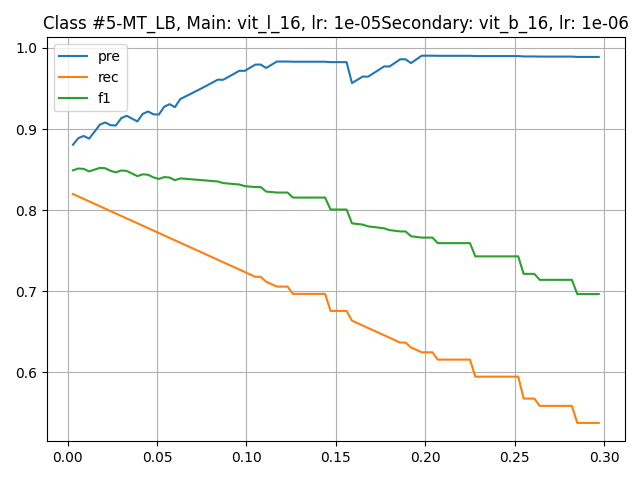 Class #5-MT_LB, Main: vit_l_16, lr: 1e-05Secondary: vit_b_16, lr: 1e-06
pre
rec
f1
1.0
0.9
0.8
0.7
0.6
0.00 0.05 0.10 0.15 0.20 0.25 0.30